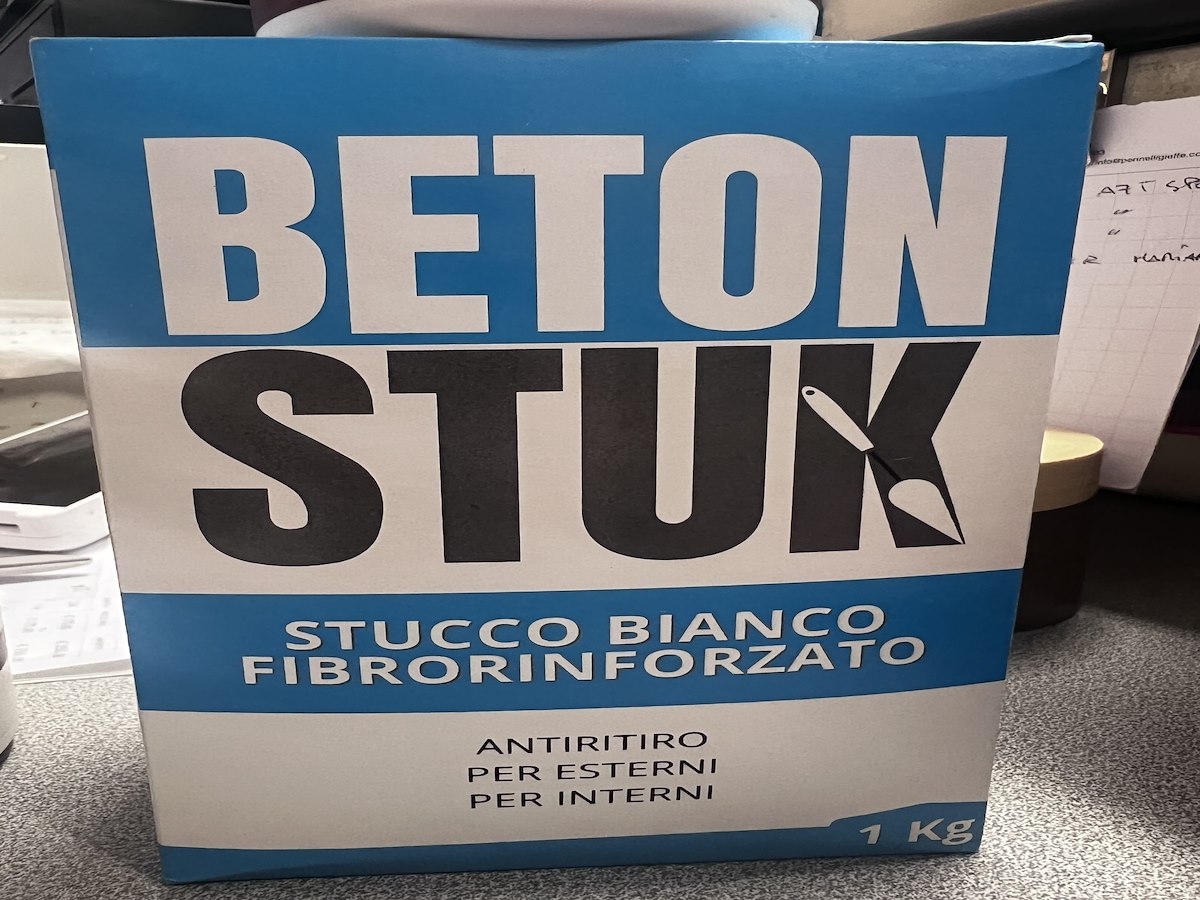 BETON
STUK
STUCCO BIANCO
FIBRORINFORZATO
ANTIRITIRO
PER ESTERNI
PER INTERNI
1 Kg